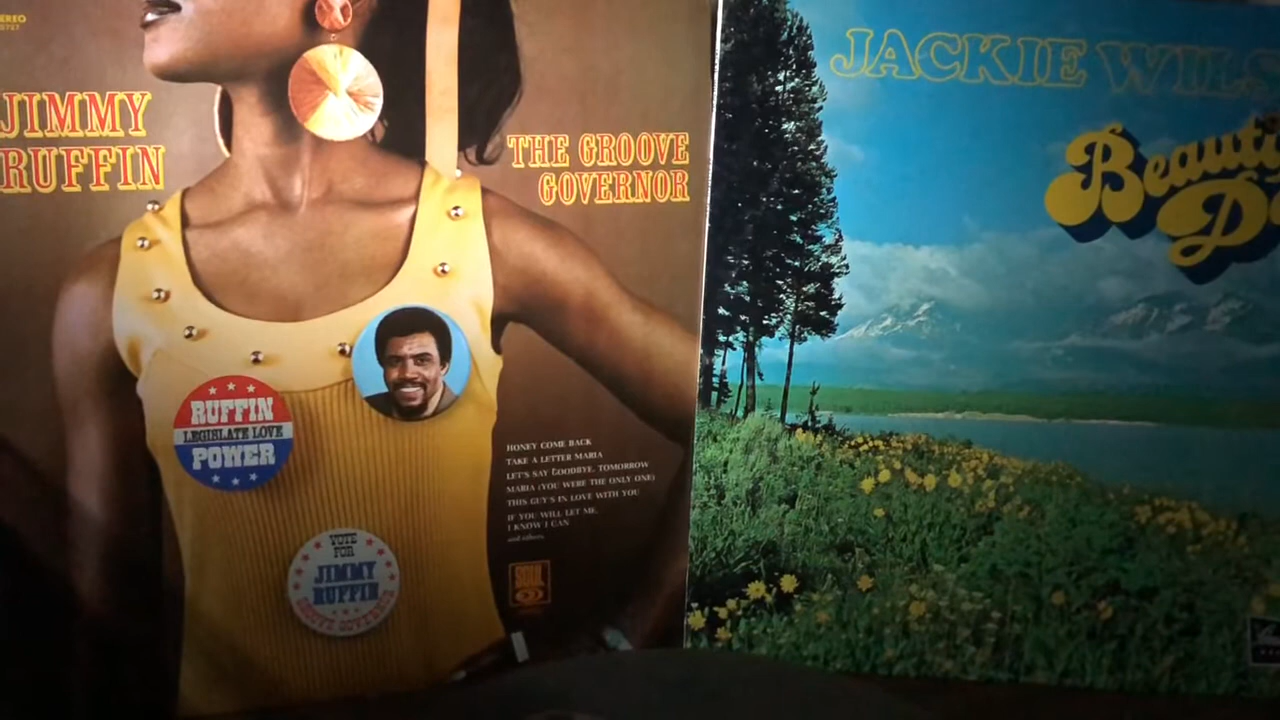 JIMMY
RUFFIN
THE GROOVE
GOVERNOR
RUFFIN
LEGISLATE LOVE
POWER
VOTE
FOR
JIMMY
RUFFIN
GROOVE GOVERNOR
HONEY COME BACK
TAKE A LETTER MARIA
LET'S SAY GOODBYE, TOMORROW
MARIA (YOU WERE THE ONLY ONE)
THIS GUY'S IN LOVE WITH YOU
IF YOU WILL LET ME,
I KNOW I CAN
and others
SOUL
JACKIE WILS
Beauti
D